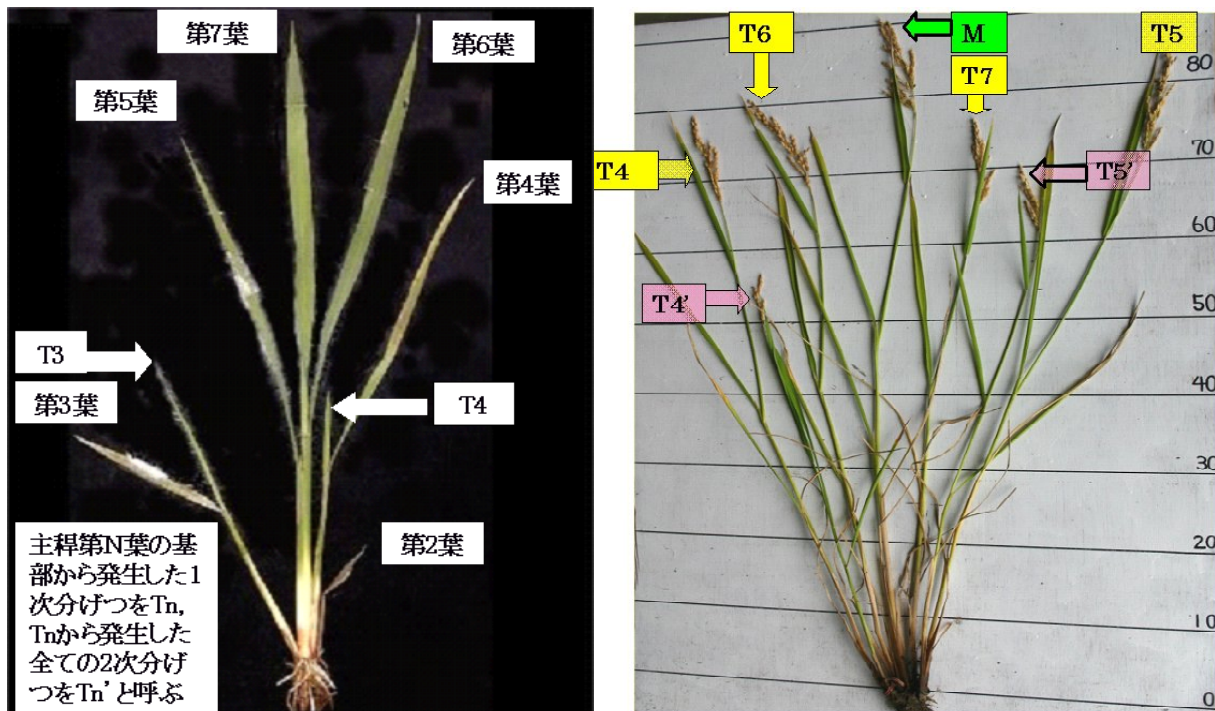 第7葉
第6葉
第5葉
第4葉
T3
第3葉
T4
第2葉
主稈第N葉の基
部から発生した1
次分げつをTn,
Tnから発生した
全ての2次分げ
つをTn’と呼ぶ
T6
M
T5
T7
T4
T5'
T4'
80
70
60
50
40
30
20
10
0